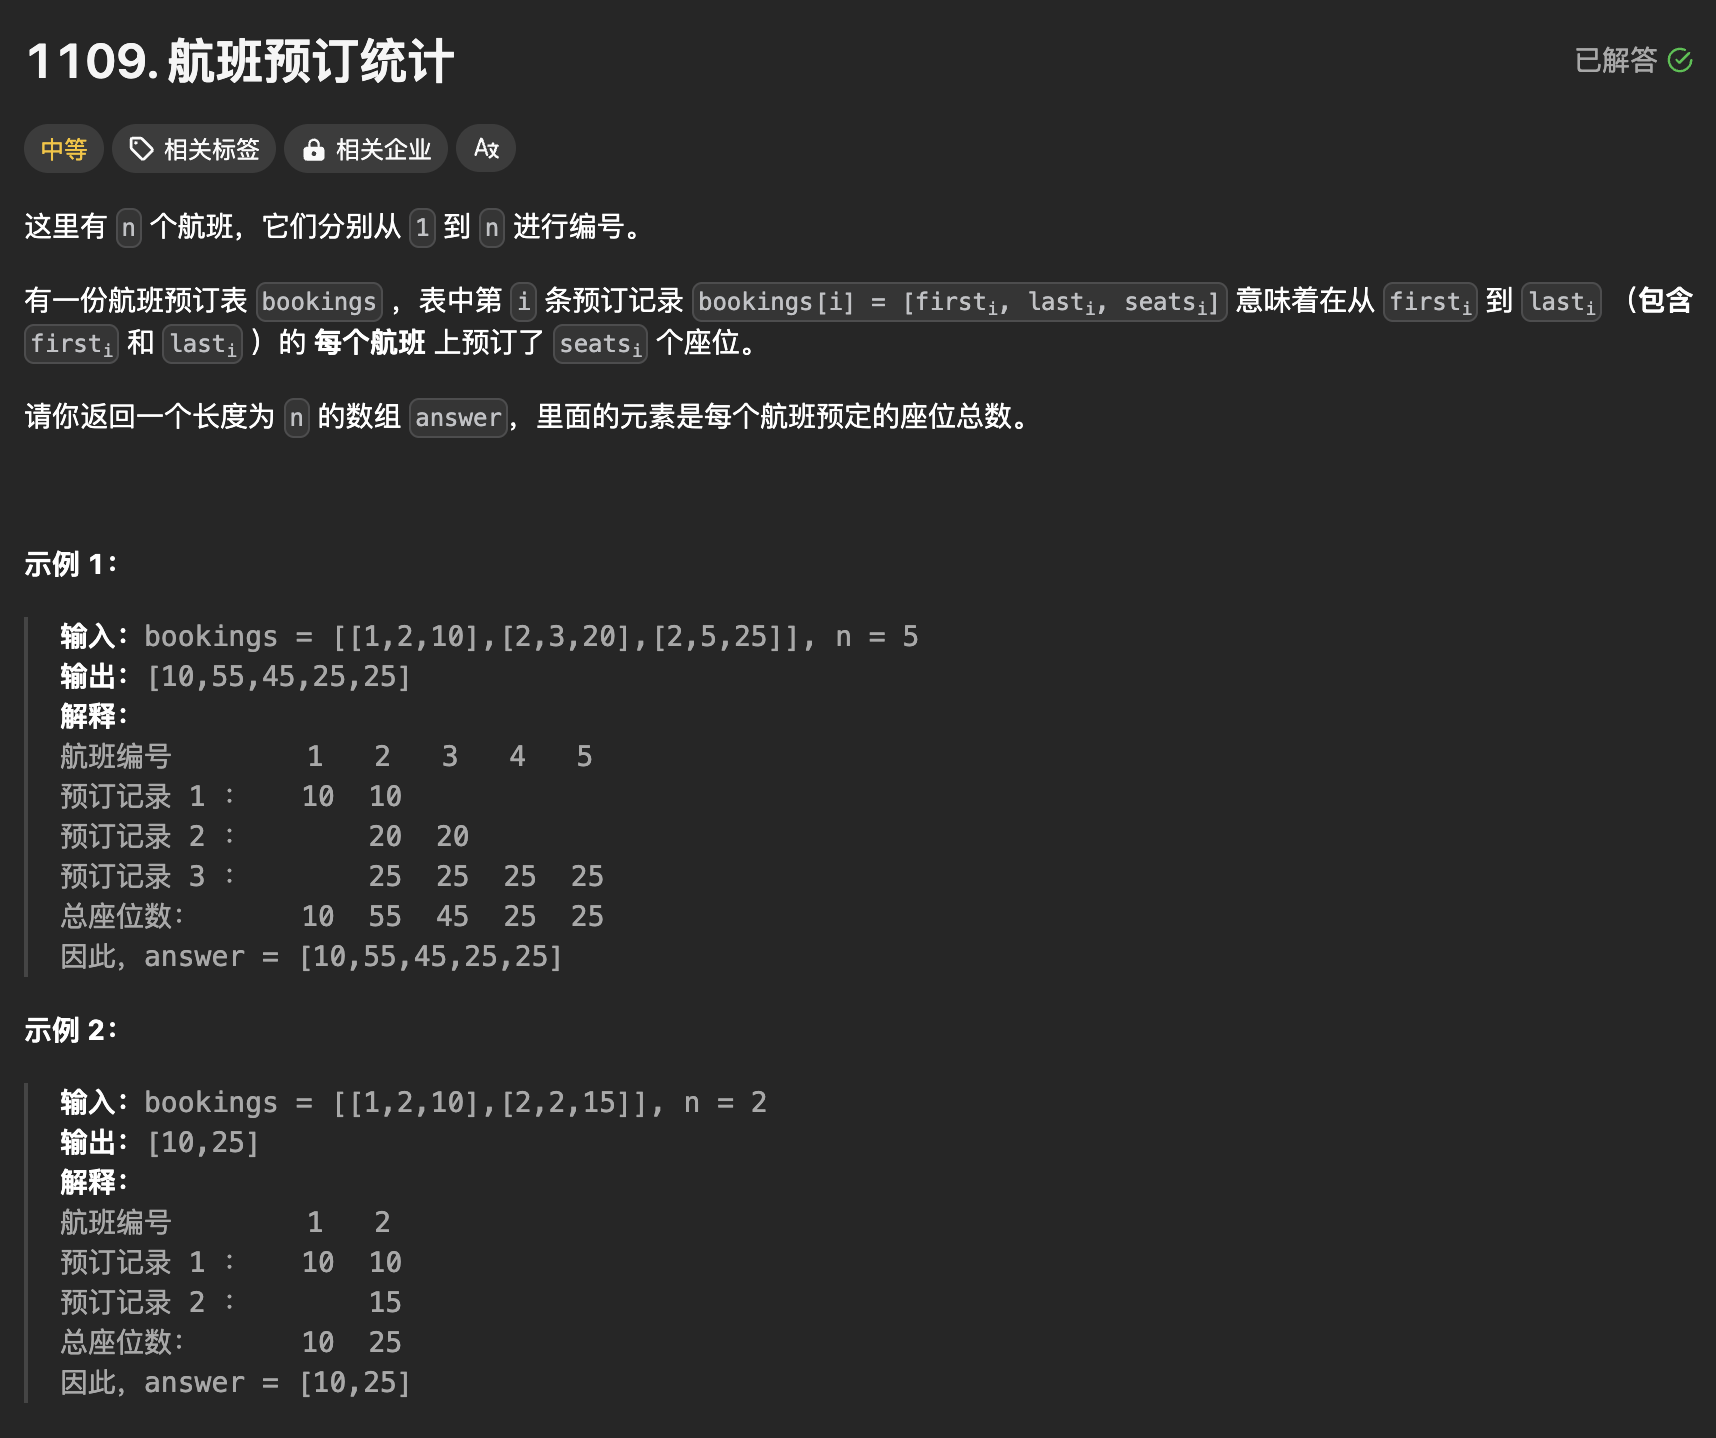 1109. 航班预订统计
已解答
中等 相关标签 相关企业 A文
这里有 n 个航班，它们分别从 1 到 n 进行编号。
有一份航班预订表 bookings ，表中第 i 条预订记录 bookings[i] = [firsti, lasti, seatsi] 意味着在从 firsti 到 lasti （包含
firsti 和 lasti ）的 每个航班 上预订了 seatsi 个座位。
请你返回一个长度为 n 的数组 answer，里面的元素是每个航班预定的座位总数。
示例 1：
输入：bookings = [[1,2,10],[2,3,20],[2,5,25]], n = 5
输出：[10,55,45,25,25]
解释：
航班编号 1 2 3 4 5
预订记录 1 ： 10 10
预订记录 2 ： 20 20
预订记录 3 ： 25 25 25 25
总座位数： 10 55 45 25 25
因此，answer = [10,55,45,25,25]
示例 2：
输入：bookings = [[1,2,10],[2,2,15]], n = 2
输出：[10,25]
解释：
航班编号 1 2
预订记录 1 ： 10 10
预订记录 2 ： 15
总座位数： 10 25
因此，answer = [10,25]